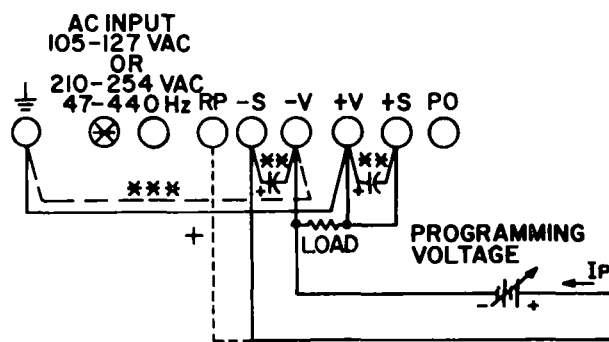 AC INPUT
105-127 VAC
OR
210-254 VAC
47-440 Hz RP -S -V +V +S PO
** **
+ +
***
+
LOAD
PROGRAMMING
VOLTAGE
IP
- +